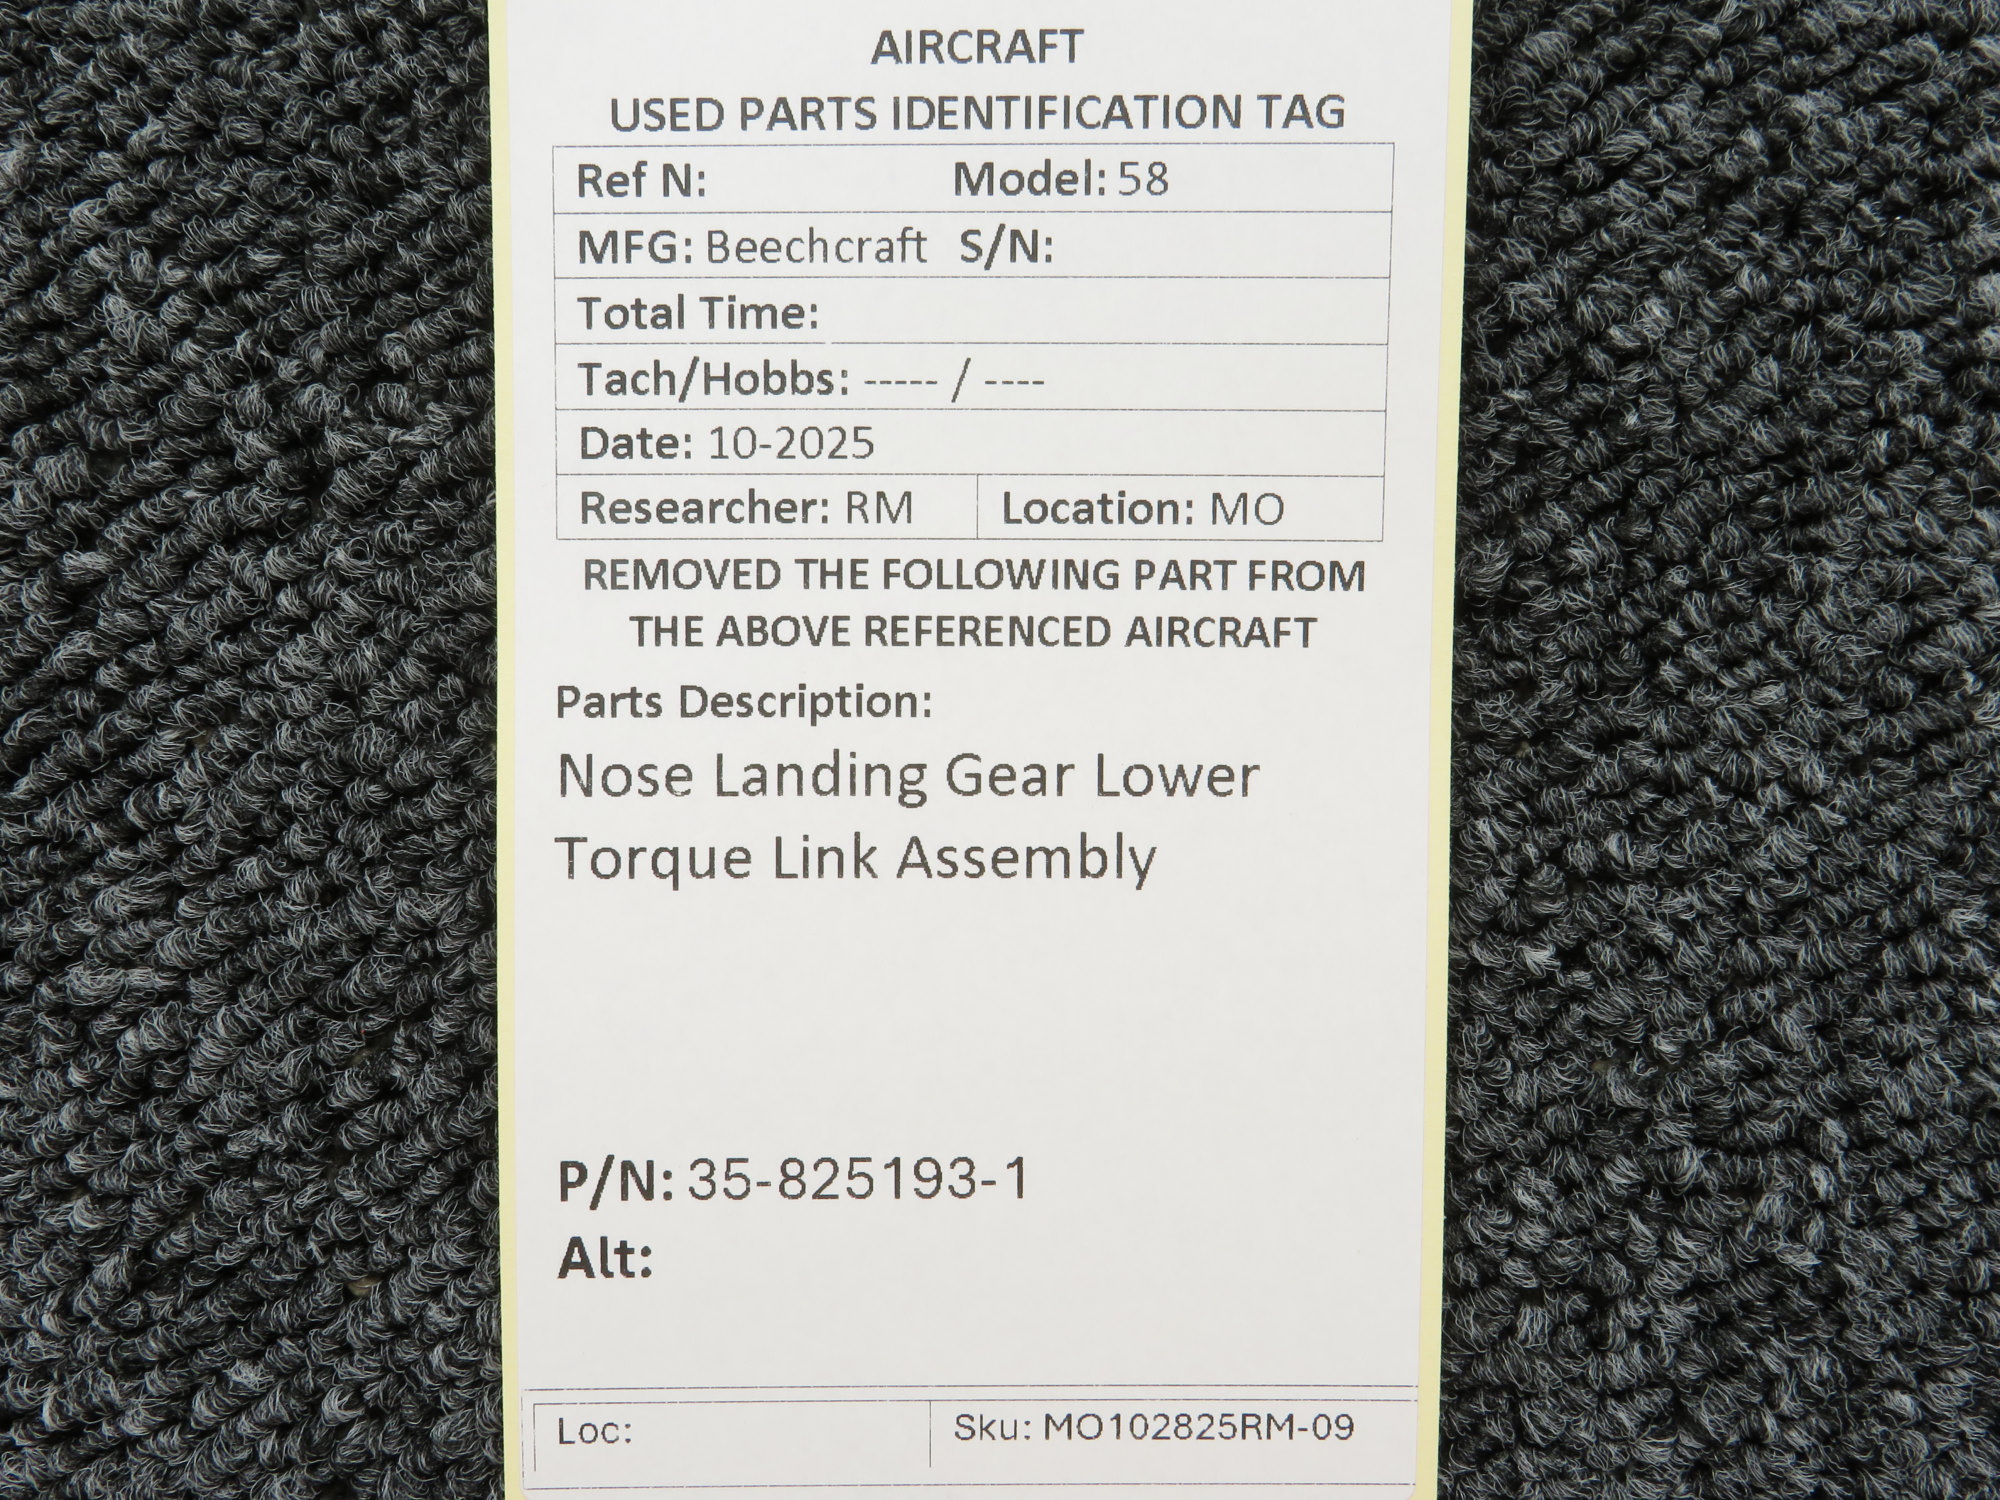 AIRCRAFT
USED PARTS IDENTIFICATION TAG
Ref N: Model: 58
MFG: Beechcraft S/N:
Total Time:
Tach/Hobbs: ----- / ----
Date: 10-2025
Researcher: RM Location: MO
REMOVED THE FOLLOWING PART FROM
THE ABOVE REFERENCED AIRCRAFT
Parts Description:
Nose Landing Gear Lower
Torque Link Assembly
P/N: 35-825193-1
Alt:
Loc: Sku: MO102825RM-09